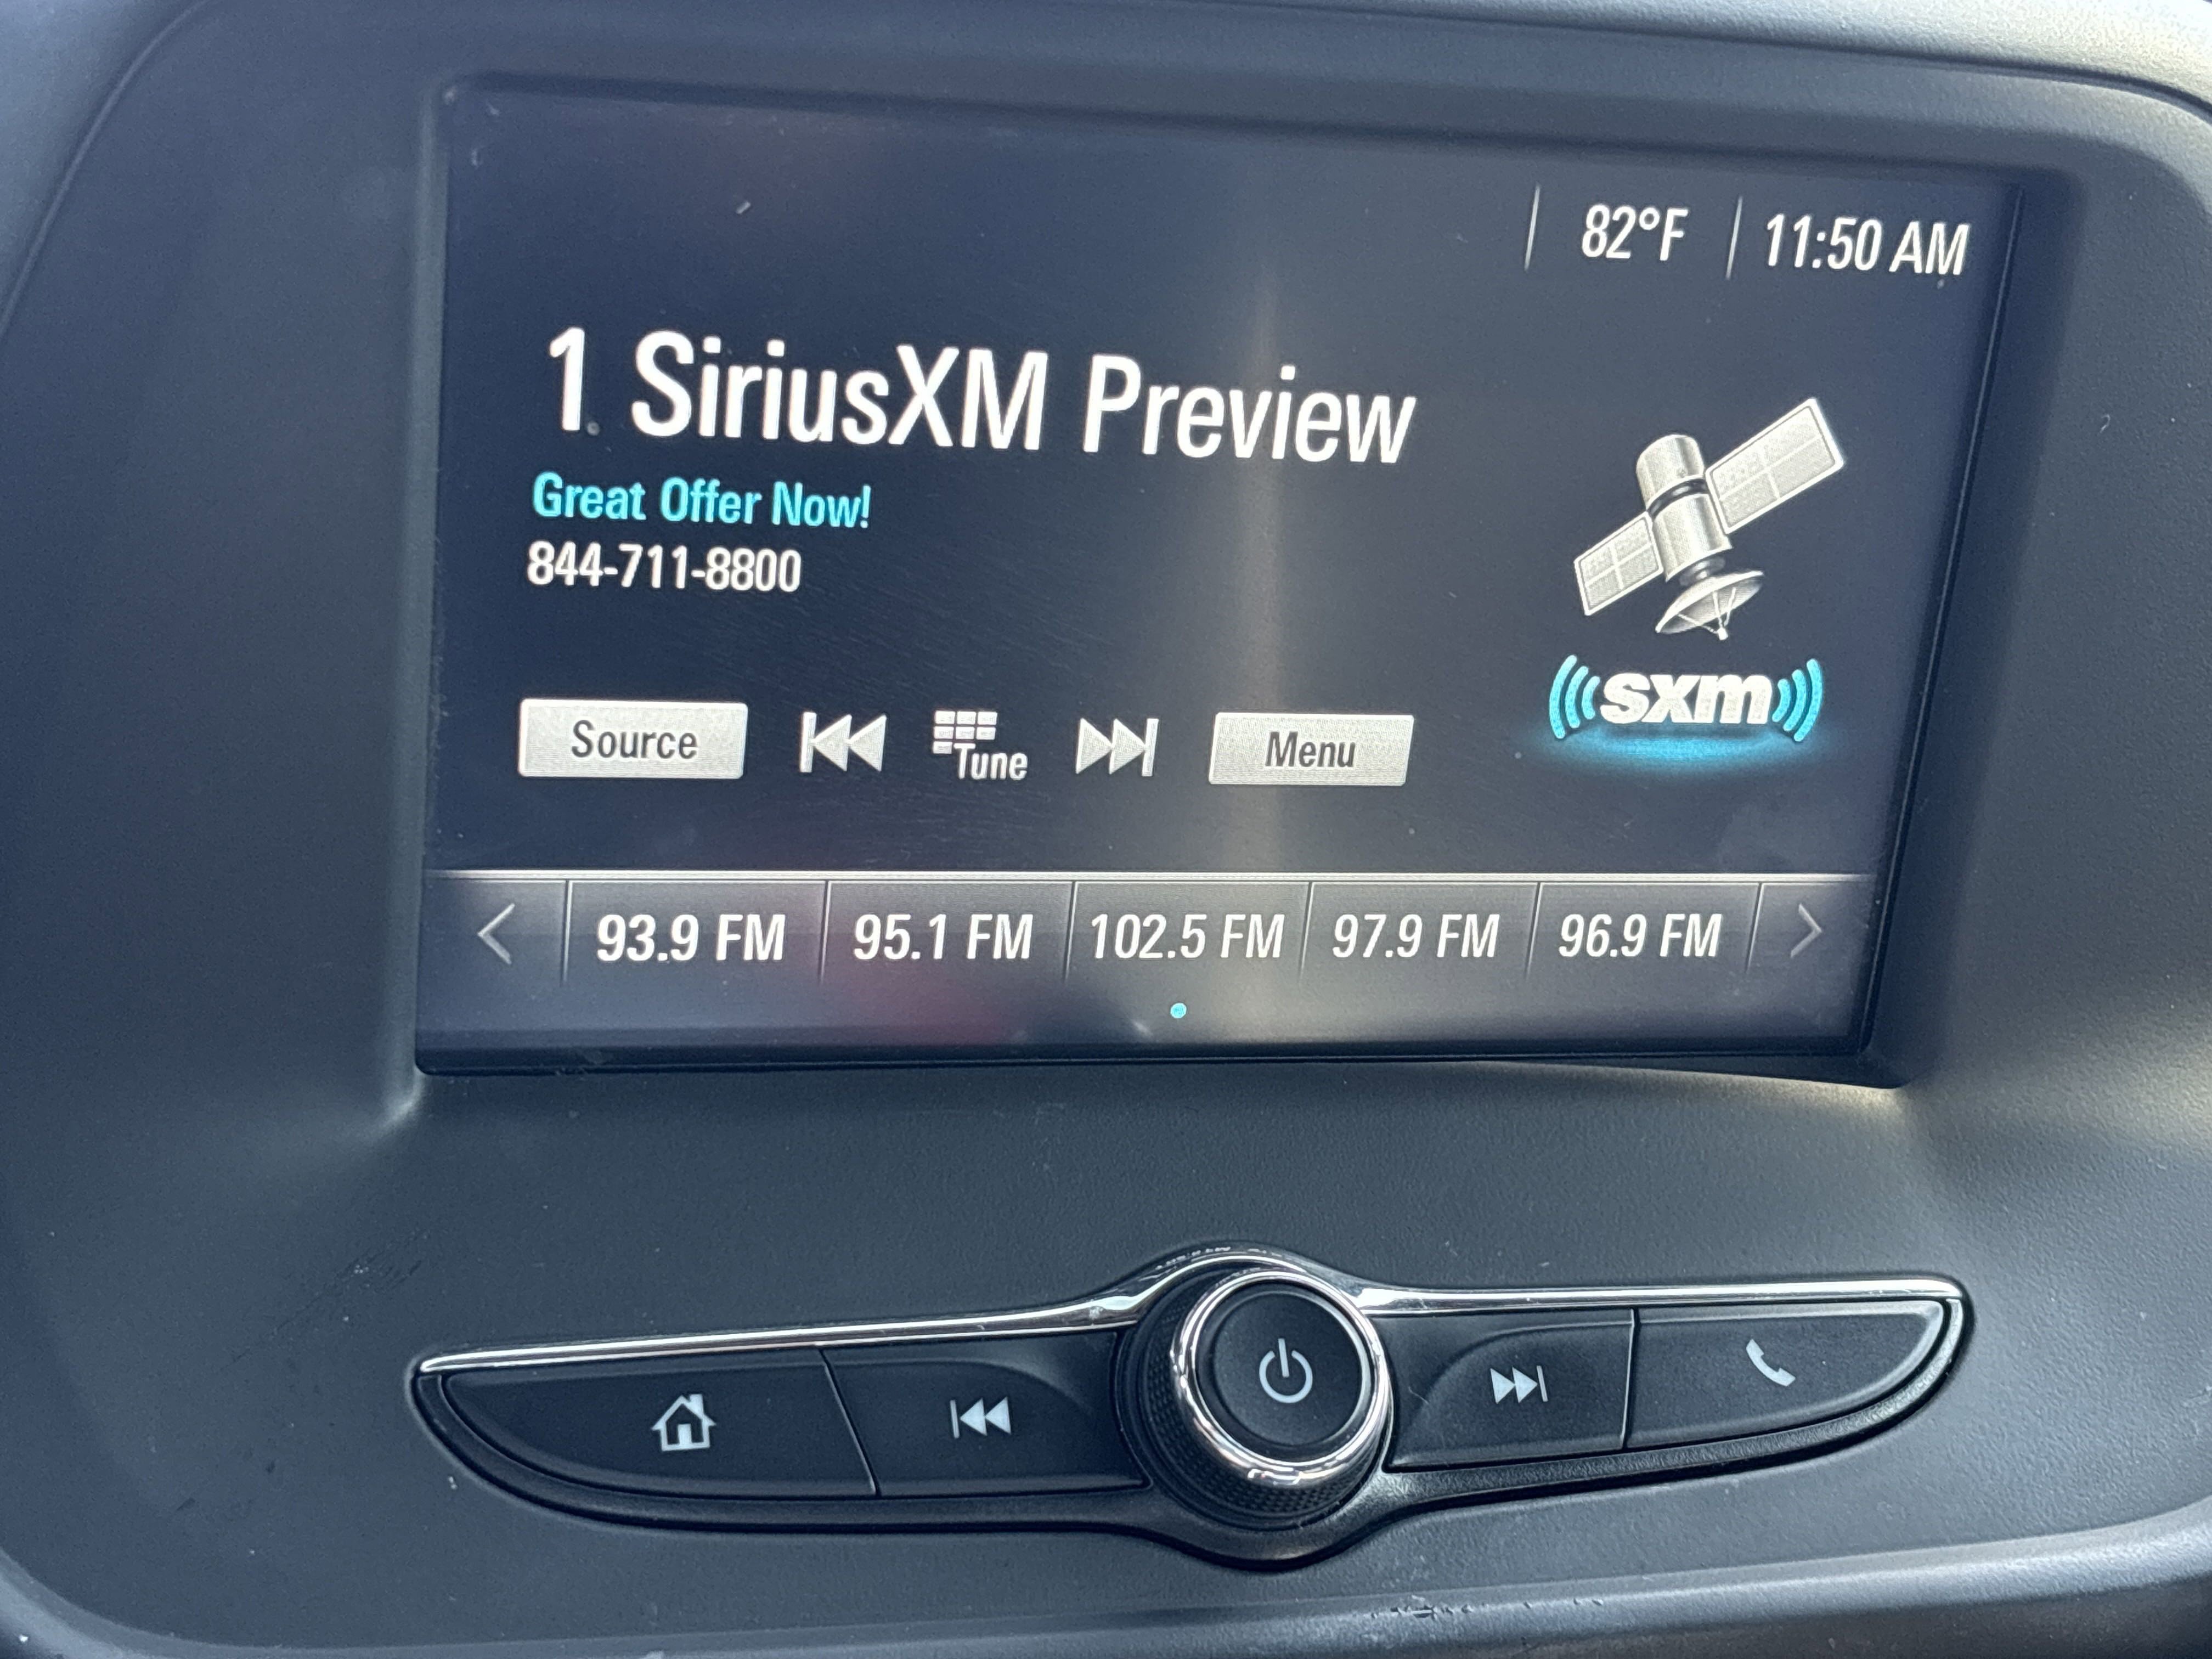 82°F 11:50 AM
1 SiriusXM Preview
Great Offer Now!
844-711-8800
sxm
Source Tune Menu
93.9 FM 95.1 FM 102.5 FM 97.9 FM 96.9 FM